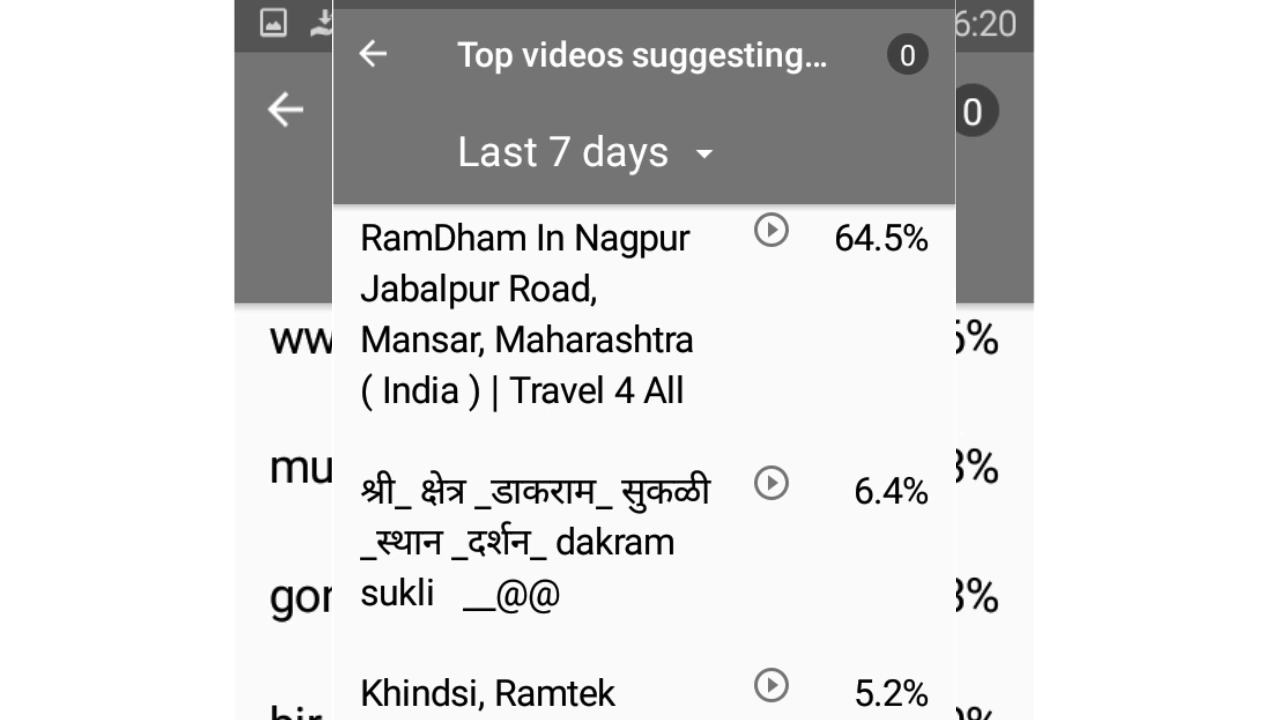 6:20
Top videos suggesting...
0
0
Last 7 days
RamDham In Nagpur
64.5%
Jabalpur Road,
Mansar, Maharashtra
( India ) | Travel 4 All
श्री_ क्षेत्र _डाकराम_ सुकळी
6.4%
_स्थान _दर्शन_ dakram
sukli __@@
Khindsi, Ramtek
5.2%